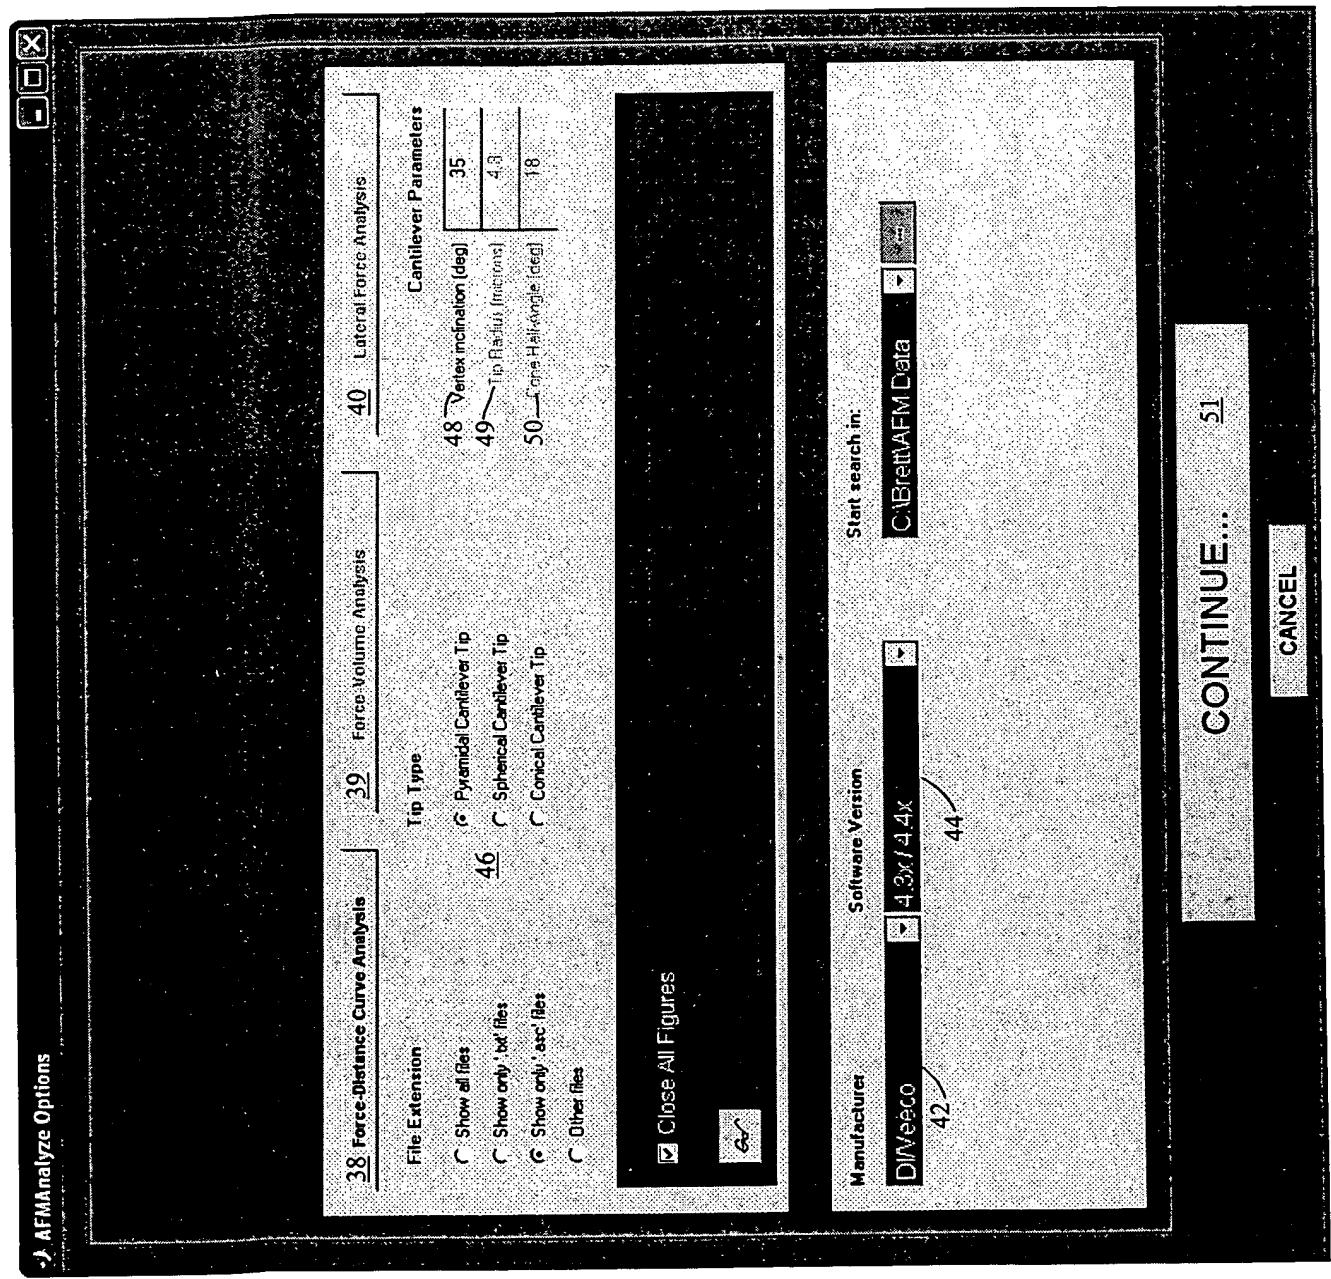 AFMAnalyze Options
38 Force-Distance Curve Analysis
39 Force-Volume Analysis
40 Lateral Force Analysis
File Extension
Show all files
Show only '.txt' files
Show only '.asc' files
Other files
Tip Type
46
Pyramidal Cantilever Tip
Spherical Cantilever Tip
Conical Cantilever Tip
Cantilever Parameters
48 Vertex inclination (deg) 35
49 Tip Radius (microns) 4.8
50 Cone Half-Angle (deg) 18
Close All Figures
Manufacturer
DI/Veeco
42
Software Version
4.3x / 4.4x
44
Start search in:
C:\Brett\AFM Data
CONTINUE... 51
CANCEL